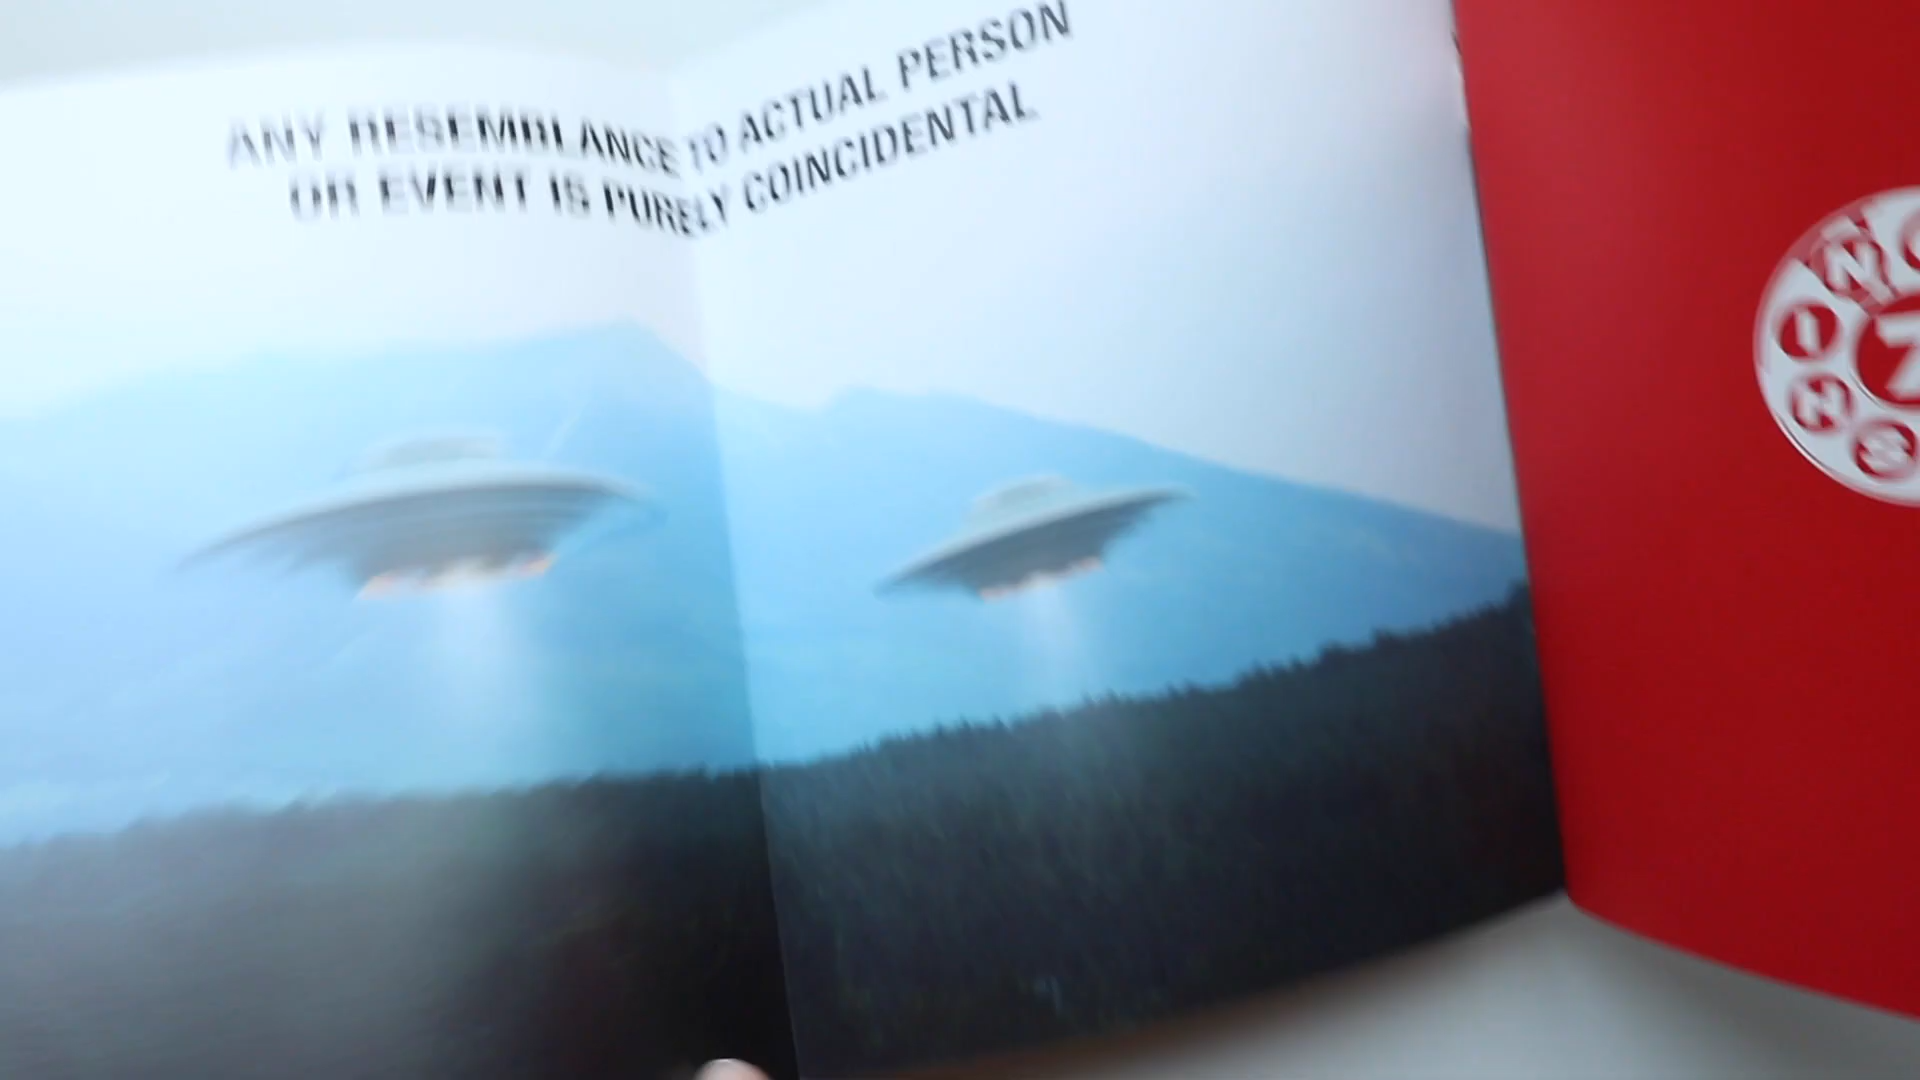 ANY RESEMBLANCE TO ACTUAL PERSON
OR EVENT IS PURELY COINCIDENTAL